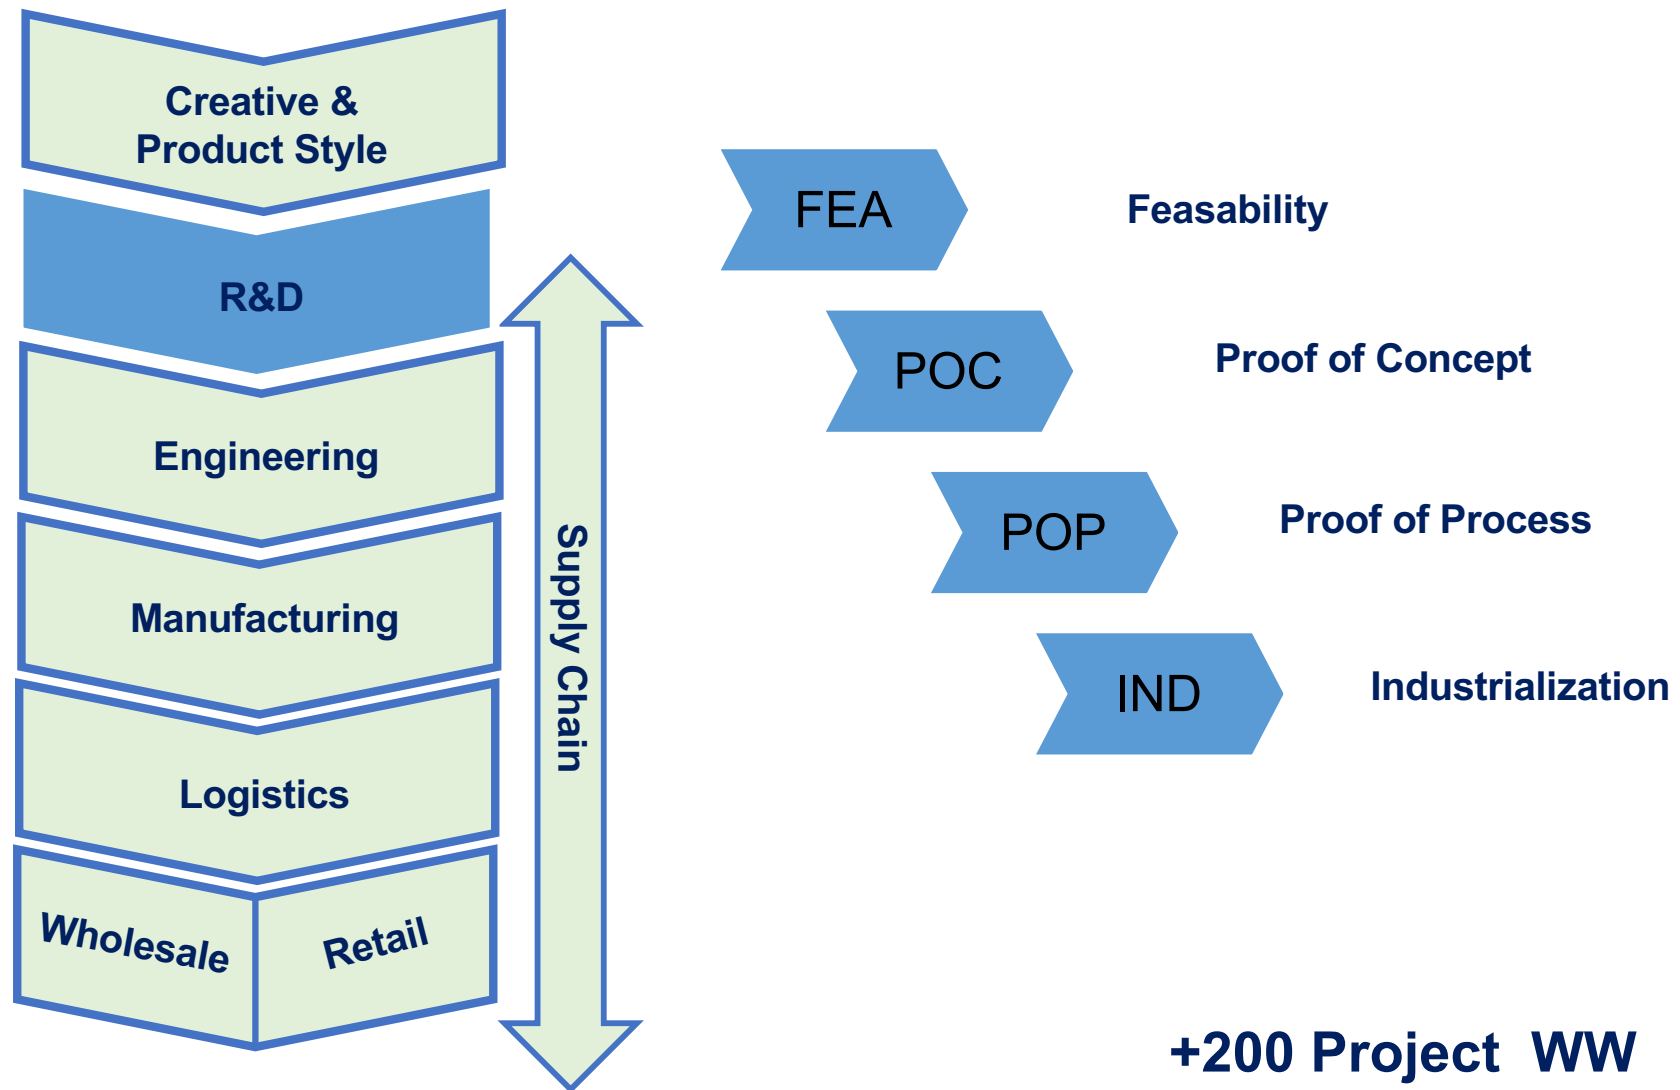 Creative &
Product Style
R&D
Engineering
Manufacturing
Logistics
Wholesale
Retail
Supply Chain
FEA
Feasability
POC
Proof of Concept
POP
Proof of Process
IND
Industrialization
+200 Project WW